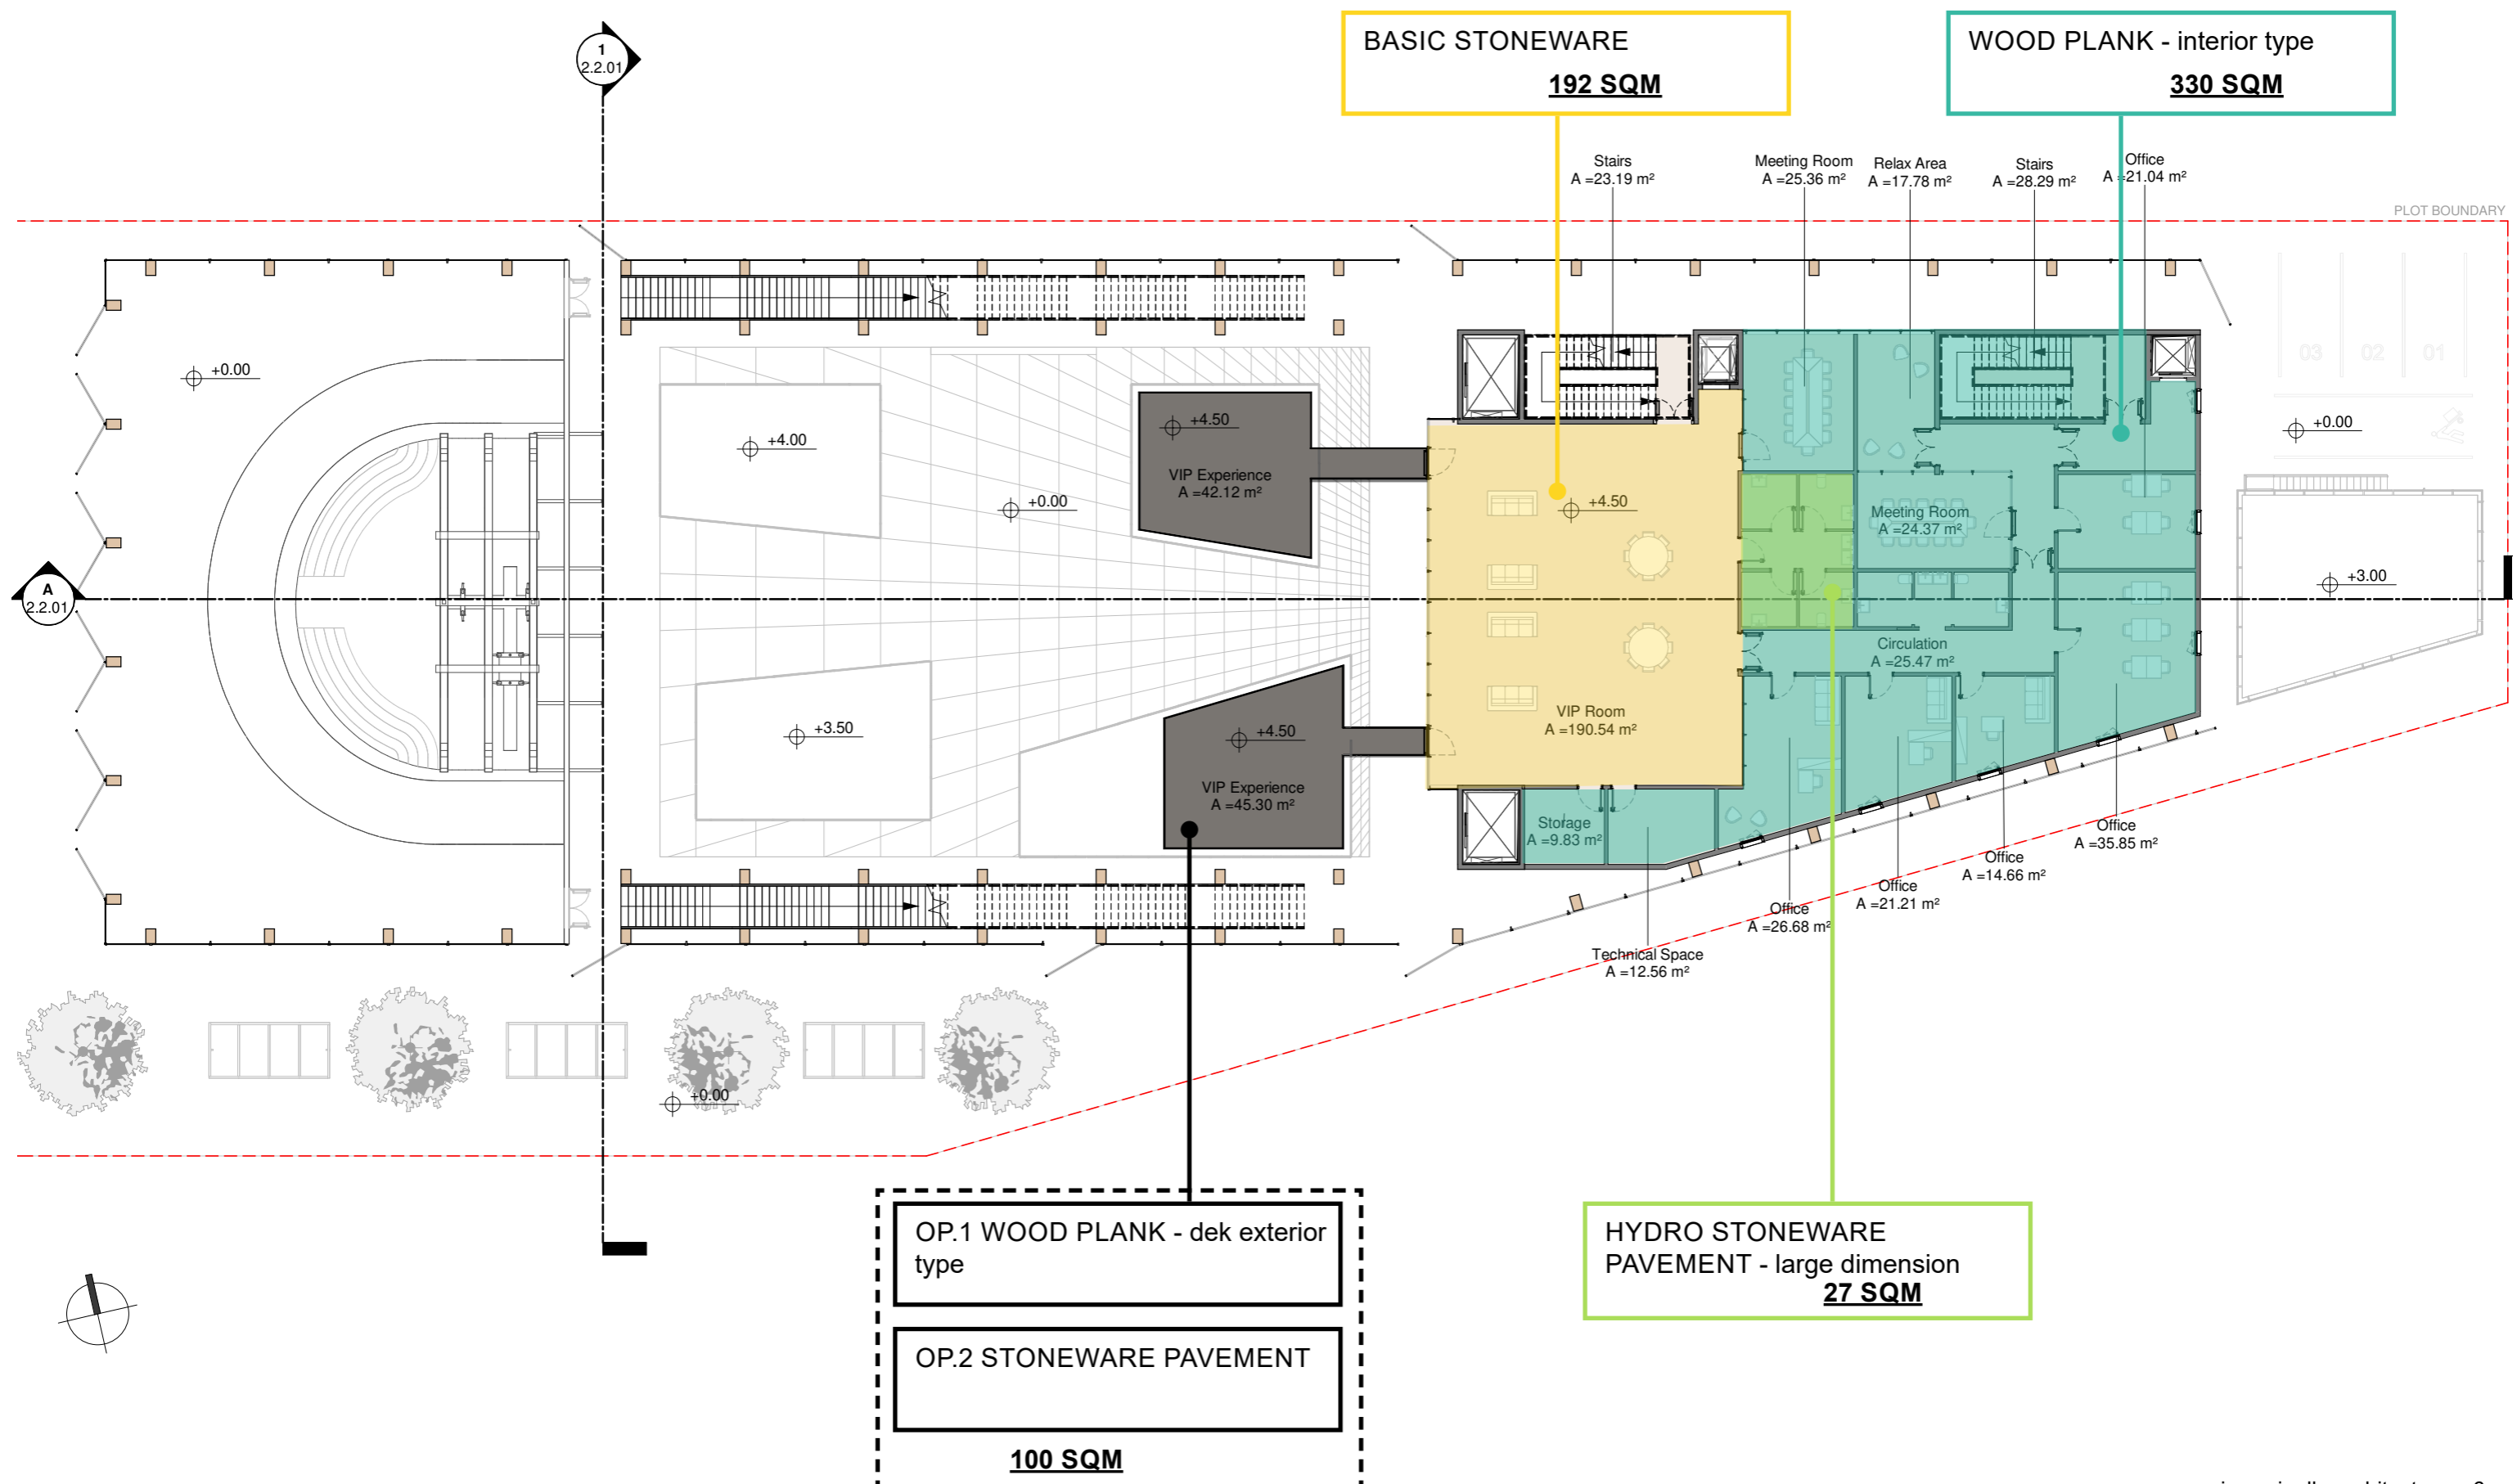 BASIC STONEWARE
192 SQM
WOOD PLANK - interior type
330 SQM
1
2.2.01
Stairs
A =23.19 m²
Meeting Room
A =25.36 m²
Relax Area
A =17.78 m²
Stairs
A =28.29 m²
Office
A =21.04 m²
PLOT BOUNDARY
03
02
01
+0.00
+4.00
+4.50
VIP Experience
A =42.12 m²
+0.00
+4.50
+0.00
Meeting Room
A =24.37 m²
A
2.2.01
+3.00
Circulation
A =25.47 m²
+3.50
+4.50
VIP Room
A =190.54 m²
VIP Experience
A =45.30 m²
Storage
A =9.83 m²
Office
A =35.85 m²
Office
A =14.66 m²
Office
A =21.21 m²
Office
A =26.68 m²
Technical Space
A =12.56 m²
+0.00
OP.1 WOOD PLANK - dek exterior
type
OP.2 STONEWARE PAVEMENT
100 SQM
HYDRO STONEWARE
PAVEMENT - large dimension
27 SQM